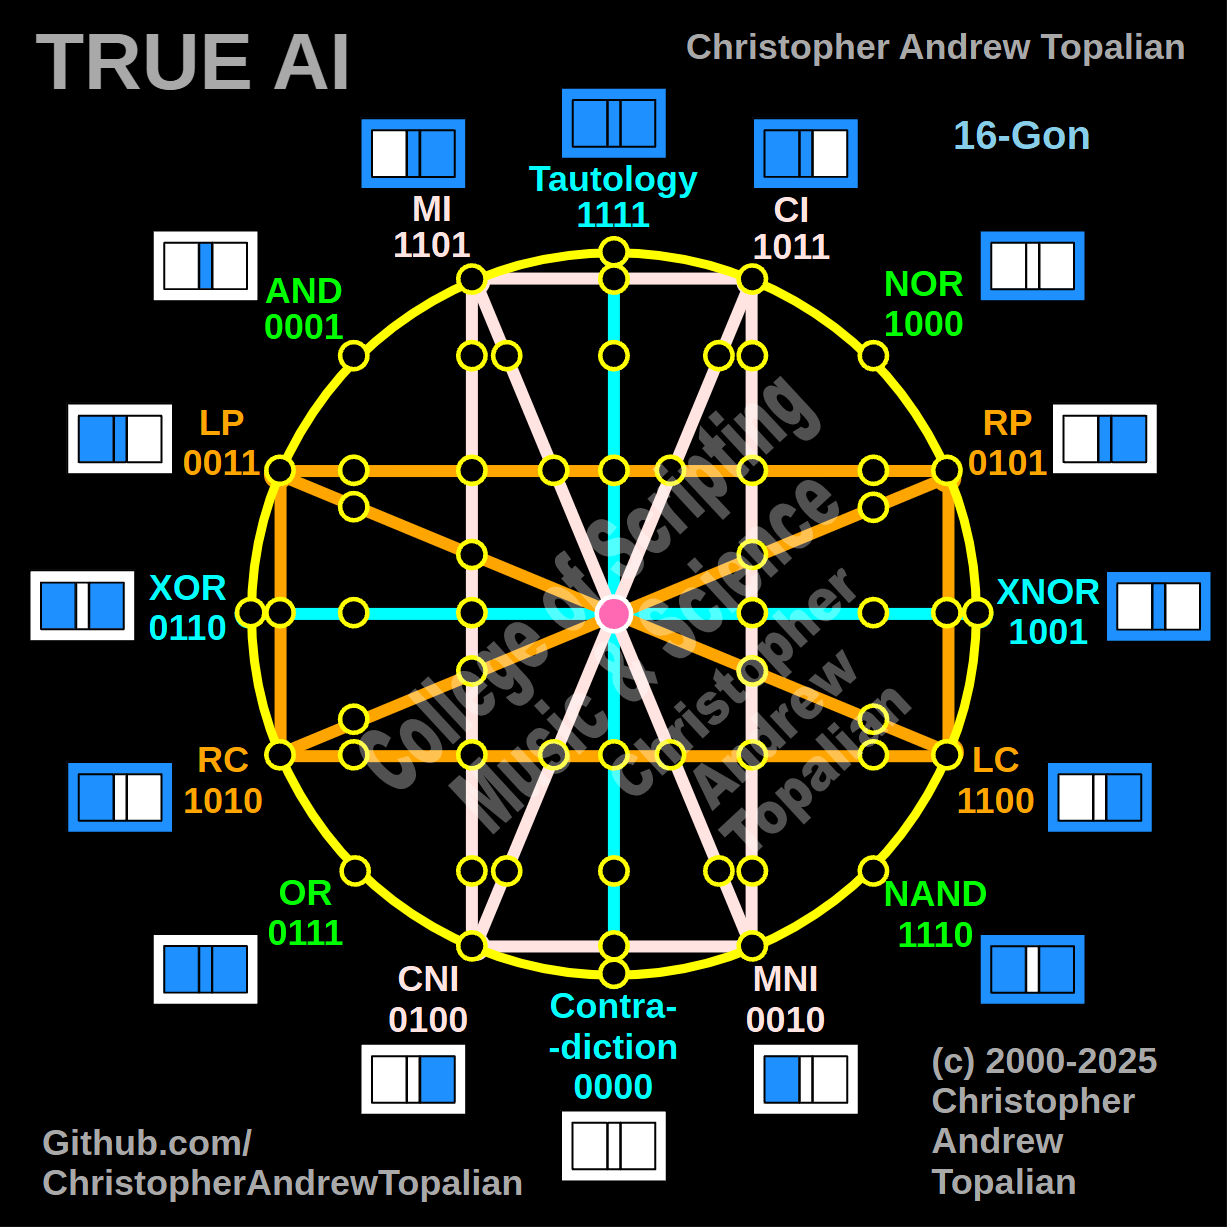 TRUE AI
Christopher Andrew Topalian
16-Gon
Tautology
1111
MI
1101
CI
1011
AND
0001
NOR
1000
LP
0011
RP
0101
XOR
0110
XNOR
1001
RC
1010
LC
1100
OR
0111
NAND
1110
CNI
0100
Contra-
-diction
0000
MNI
0010
College of Scripting
Music & Science
Christopher
Andrew
Topalian
(c) 2000-2025
Christopher
Andrew
Topalian
Github.com/
ChristopherAndrewTopalian